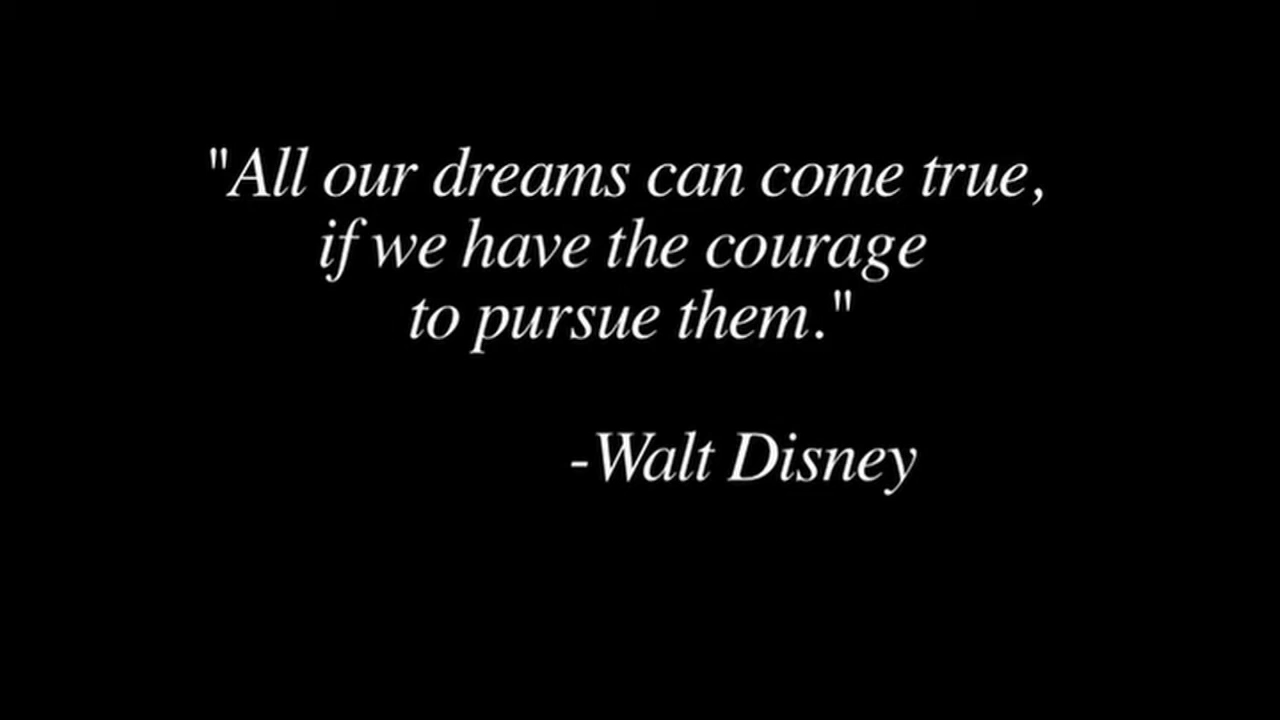 "All our dreams can come true,
if we have the courage
to pursue them."
-Walt Disney